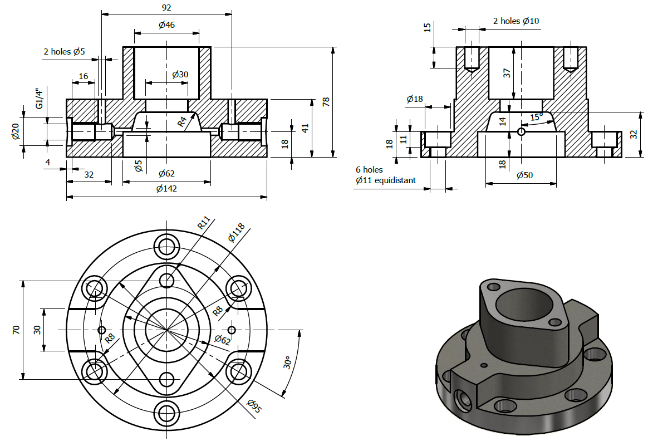 92
Ø46
2 holes Ø5
16
Ø30
G1/4"
Ø20
R4
Ø5
18
41
78
4
32
Ø62
Ø142
15
2 holes Ø10
37
Ø18
14
15°
18
11
18
32
6 holes
Ø11 equidistant
Ø50
R11
Ø118
70
30
R8
R8
Ø62
30°
Ø95